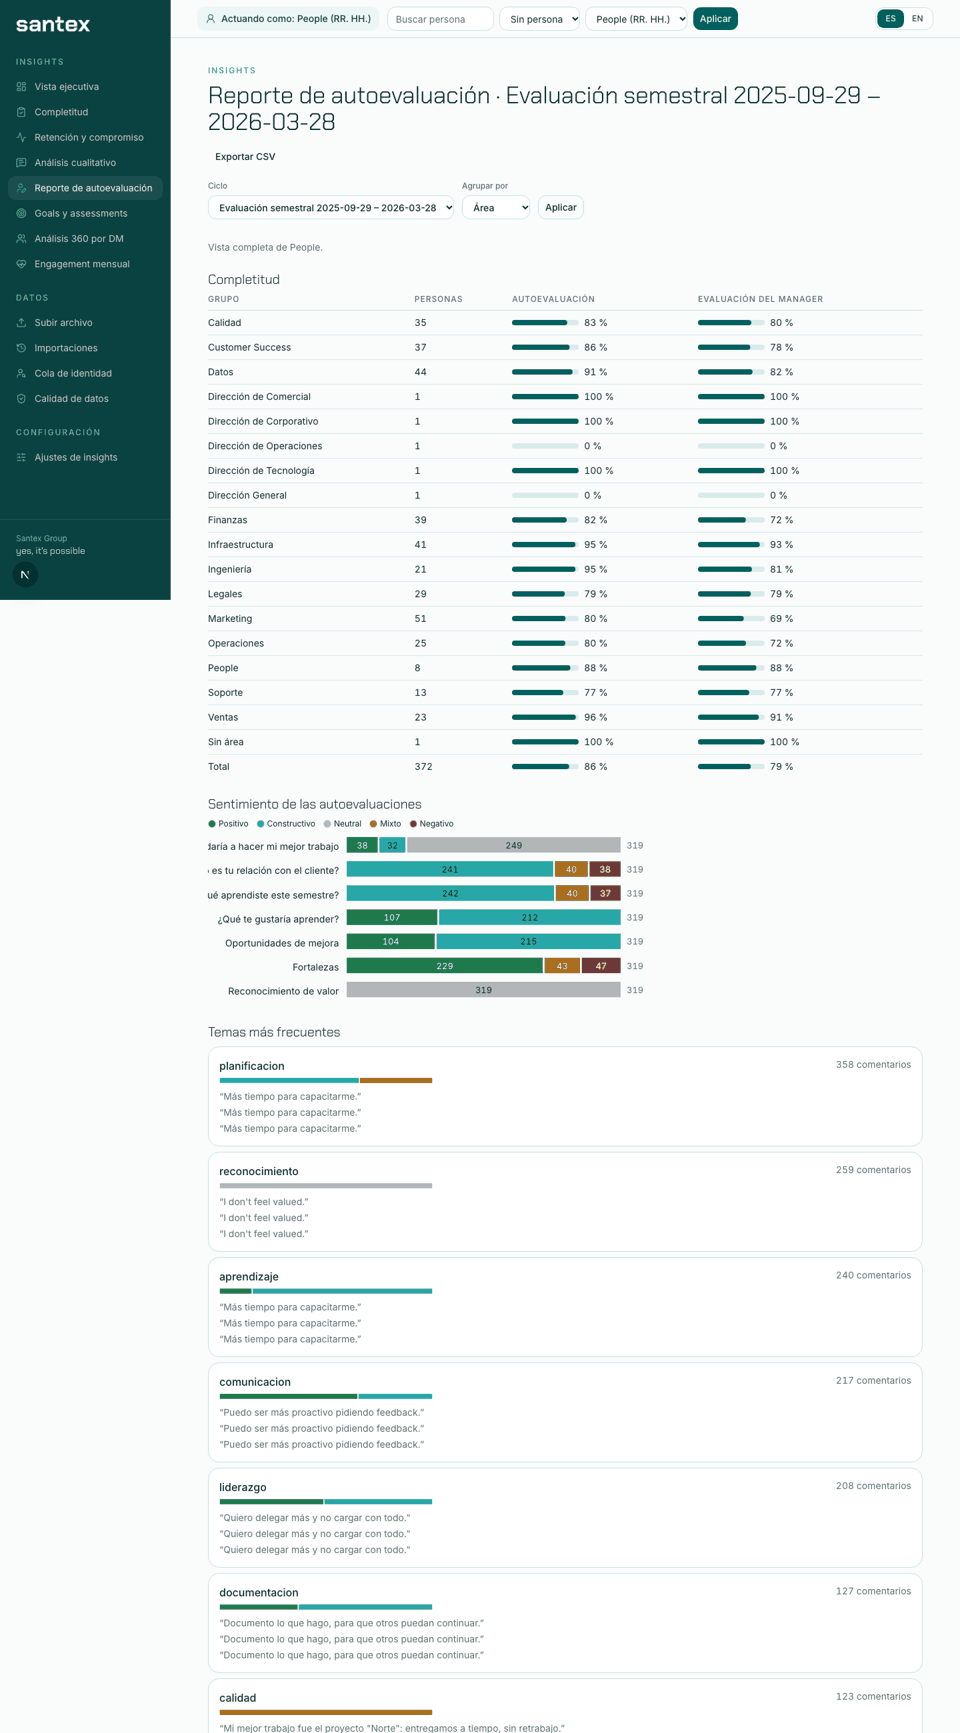 santex
INSIGHTS
Vista ejecutiva
Completitud
Retención y compromiso
Análisis cualitativo
Reporte de autoevaluación
Goals y assessments
Análisis 360 por DM
Engagement mensual
DATOS
Subir archivo
Importaciones
Cola de identidad
Calidad de datos
CONFIGURACIÓN
Ajustes de insights
Santex Group
yes, it's possible
N
Actuando como: People (RR. HH.)
Buscar persona
Sin persona
People (RR. HH.)
Aplicar
ES EN
INSIGHTS
Reporte de autoevaluación · Evaluación semestral 2025-09-29 –
2026-03-28
Exportar CSV
Ciclo
Agrupar por
Evaluación semestral 2025-09-29 – 2026-03-28
Área
Aplicar
Vista completa de People.
Completitud
GRUPO PERSONAS AUTOEVALUACIÓN EVALUACIÓN DEL MANAGER
Calidad 35 83 % 80 %
Customer Success 37 86 % 78 %
Datos 44 91 % 82 %
Dirección de Comercial 1 100 % 100 %
Dirección de Corporativo 1 100 % 100 %
Dirección de Operaciones 1 0 % 0 %
Dirección de Tecnología 1 100 % 100 %
Dirección General 1 0 % 0 %
Finanzas 39 82 % 72 %
Infraestructura 41 95 % 93 %
Ingeniería 21 95 % 81 %
Legales 29 79 % 79 %
Marketing 51 80 % 69 %
Operaciones 25 80 % 72 %
People 8 88 % 88 %
Soporte 13 77 % 77 %
Ventas 23 96 % 91 %
Sin área 1 100 % 100 %
Total 372 86 % 79 %
Sentimiento de las autoevaluaciones
Positivo Constructivo Neutral Mixto Negativo
daría a hacer mi mejor trabajo 38 32 249 319
es tu relación con el cliente? 241 40 38 319
ué aprendiste este semestre? 242 40 37 319
¿Qué te gustaría aprender? 107 212 319
Oportunidades de mejora 104 215 319
Fortalezas 229 43 47 319
Reconocimiento de valor 319
Temas más frecuentes
planificacion 358 comentarios
“Más tiempo para capacitarme.”
“Más tiempo para capacitarme.”
“Más tiempo para capacitarme.”
reconocimiento 259 comentarios
“I don't feel valued.”
“I don't feel valued.”
“I don't feel valued.”
aprendizaje 240 comentarios
“Más tiempo para capacitarme.”
“Más tiempo para capacitarme.”
“Más tiempo para capacitarme.”
comunicacion 217 comentarios
“Puedo ser más proactivo pidiendo feedback.”
“Puedo ser más proactivo pidiendo feedback.”
“Puedo ser más proactivo pidiendo feedback.”
liderazgo 208 comentarios
“Quiero delegar más y no cargar con todo.”
“Quiero delegar más y no cargar con todo.”
“Quiero delegar más y no cargar con todo.”
documentacion 127 comentarios
“Documento lo que hago, para que otros puedan continuar.”
“Documento lo que hago, para que otros puedan continuar.”
“Documento lo que hago, para que otros puedan continuar.”
calidad 123 comentarios
“Mi mejor trabajo fue el proyecto "Norte": entregamos a tiempo, sin retrabajo.”